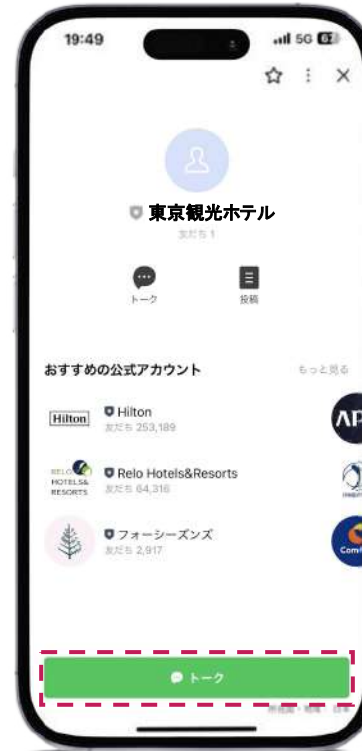 19:49
5G
東京観光ホテル
友だち 1
トーク
投稿
おすすめの公式アカウント
もっと見る
Hilton
Hilton
友だち 253,189
RELO
HOTELS&
RESORTS
Relo Hotels&Resorts
友だち 64,316
フォーシーズンズ
友だち 2,917
トーク